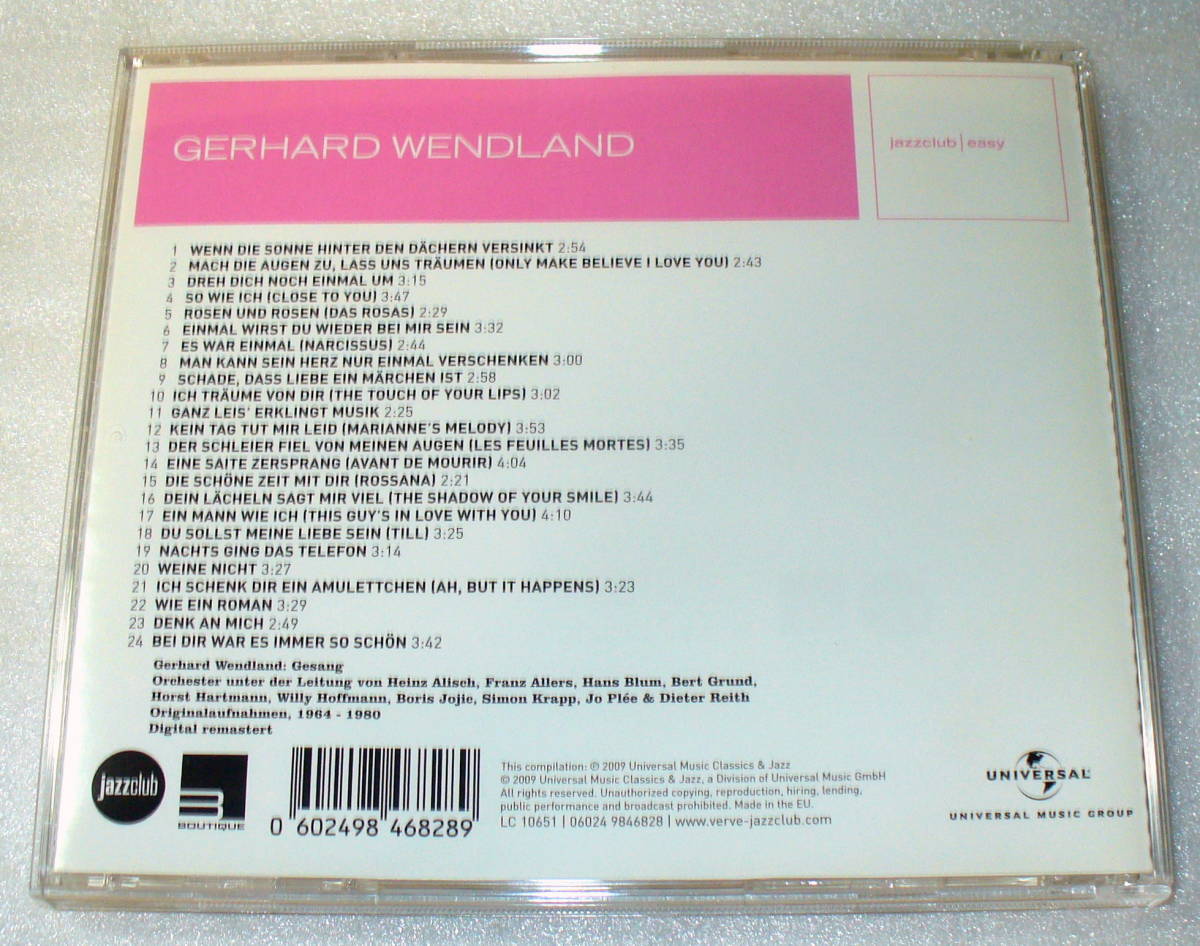 GERHARD WENDLAND
jazzclub|easy
1 WENN DIE SONNE HINTER DEN DÄCHERN VERSINKT 2:54
2 MACH DIE AUGEN ZU, LASS UNS TRÄUMEN (ONLY MAKE BELIEVE I LOVE YOU) 2:43
3 DREH DICH NOCH EINMAL UM 3:15
4 SO WIE ICH (CLOSE TO YOU) 3:47
5 ROSEN UND ROSEN (DAS ROSAS) 2:29
6 EINMAL WIRST DU WIEDER BEI MIR SEIN 3:32
7 ES WAR EINMAL (NARCISSUS) 2:44
8 MAN KANN SEIN HERZ NUR EINMAL VERSCHENKEN 3:00
9 SCHADE, DASS LIEBE EIN MÄRCHEN IST 2:58
10 ICH TRÄUME VON DIR (THE TOUCH OF YOUR LIPS) 3:02
11 GANZ LEIS' ERKLINGT MUSIK 2:25
12 KEIN TAG TUT MIR LEID (MARIANNE'S MELODY) 3:53
13 DER SCHLEIER FIEL VON MEINEN AUGEN (LES FEUILLES MORTES) 3:35
14 EINE SAITE ZERSPRANG (AVANT DE MOURIR) 4:04
15 DIE SCHÖNE ZEIT MIT DIR (ROSSANA) 2:21
16 DEIN LÄCHELN SAGT MIR VIEL (THE SHADOW OF YOUR SMILE) 3:44
17 EIN MANN WIE ICH (THIS GUY'S IN LOVE WITH YOU) 4:10
18 DU SOLLST MEINE LIEBE SEIN (TILL) 3:25
19 NACHTS GING DAS TELEFON 3:14
20 WEINE NICHT 3:27
21 ICH SCHENK DIR EIN AMULETTCHEN (AH, BUT IT HAPPENS) 3:23
22 WIE EIN ROMAN 3:29
23 DENK AN MICH 2:49
24 BEI DIR WAR ES IMMER SO SCHÖN 3:42
Gerhard Wendland: Gesang
Orchester unter der Leitung von Heinz Alisch, Franz Allers, Hans Blum, Bert Grund,
Horst Hartmann, Willy Hoffmann, Boris Jojic, Simon Krapp, Jo Plée & Dieter Reith
Originalaufnahmen, 1964 - 1980
Digital remastert
jazzclub
BOUTIQUE
0 602498 468289
This compilation: ℗ 2009 Universal Music Classics & Jazz
© 2009 Universal Music Classics & Jazz, a Division of Universal Music GmbH
All rights reserved. Unauthorized copying, reproduction, hiring, lending,
public performance and broadcast prohibited. Made in the EU.
LC 10651 | 06024 9846828 | www.verve-jazzclub.com
UNIVERSAL
UNIVERSAL MUSIC GROUP